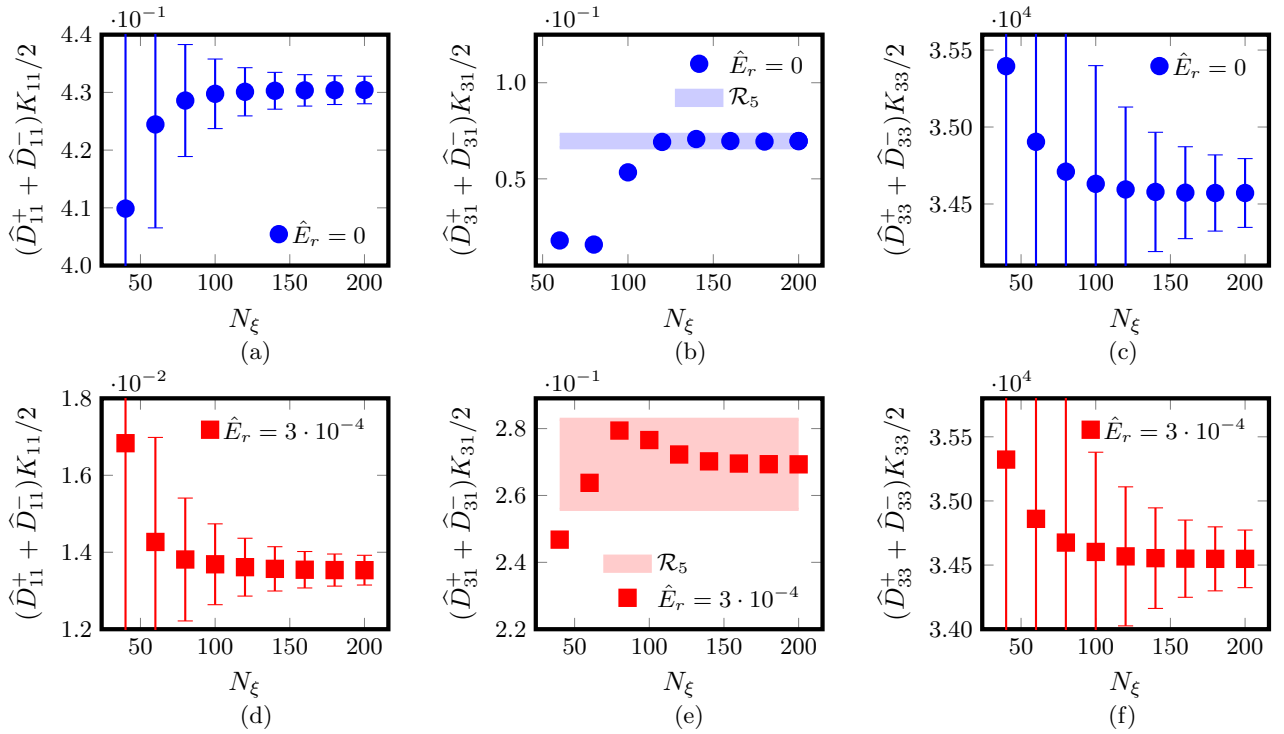 ·10⁻¹
4.4
4.3
4.2
4.1
4.0
50 100 150 200
(D̂₁₁⁺ + D̂₁₁⁻)K₁₁/2
N_ξ
Ê_r = 0
(a)
·10⁻¹
1.0
0.5
50 100 150 200
(D̂₃₁⁺ + D̂₃₁⁻)K₃₁/2
N_ξ
Ê_r = 0
R₅
(b)
·10⁴
3.55
3.50
3.45
50 100 150 200
(D̂₃₃⁺ + D̂₃₃⁻)K₃₃/2
N_ξ
Ê_r = 0
(c)
·10⁻²
1.8
1.6
1.4
1.2
50 100 150 200
(D̂₁₁⁺ + D̂₁₁⁻)K₁₁/2
N_ξ
Ê_r = 3 · 10⁻⁴
(d)
·10⁻¹
2.8
2.6
2.4
2.2
50 100 150 200
(D̂₃₁⁺ + D̂₃₁⁻)K₃₁/2
N_ξ
R₅
Ê_r = 3 · 10⁻⁴
(e)
·10⁴
3.55
3.50
3.45
3.40
50 100 150 200
(D̂₃₃⁺ + D̂₃₃⁻)K₃₃/2
N_ξ
Ê_r = 3 · 10⁻⁴
(f)